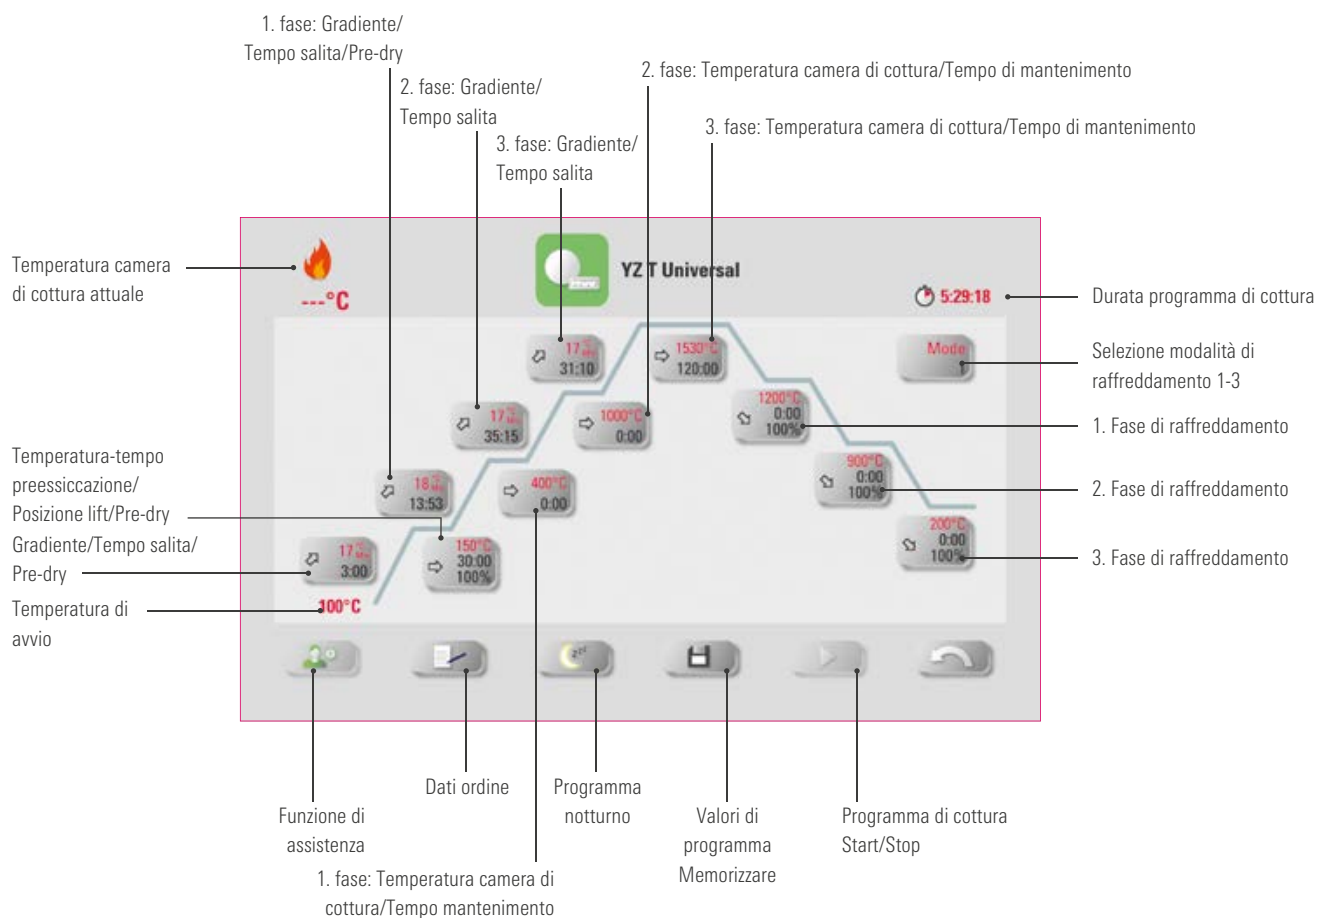 1. fase: Gradiente/
Tempo salita/Pre-dry
2. fase: Gradiente/
Tempo salita
3. fase: Gradiente/
Tempo salita
2. fase: Temperatura camera di cottura/Tempo di mantenimento
3. fase: Temperatura camera di cottura/Tempo di mantenimento
Temperatura camera
di cottura attuale
---°C
YZ T Universal
5:29:18
Durata programma di cottura
17 °C/Min
31:10
1530°C
120:00
Mode
1
Selezione modalità di
raffreddamento 1-3
17 °C/Min
35:15
1000°C
0:00
1200°C
0:00
100%
1. Fase di raffreddamento
Temperatura-tempo
preessiccazione/
Posizione lift/Pre-dry
18 °C/Min
13:53
400°C
0:00
900°C
0:00
100%
2. Fase di raffreddamento
Gradiente/Tempo salita/
Pre-dry
17 °C/Min
3:00
150°C
30:00
100%
200°C
0:00
100%
3. Fase di raffreddamento
Temperatura di
avvio
100°C
zzz
Dati ordine
Programma
notturno
Funzione di
assistenza
Valori di
programma
Memorizzare
Programma di cottura
Start/Stop
1. fase: Temperatura camera di
cottura/Tempo mantenimento